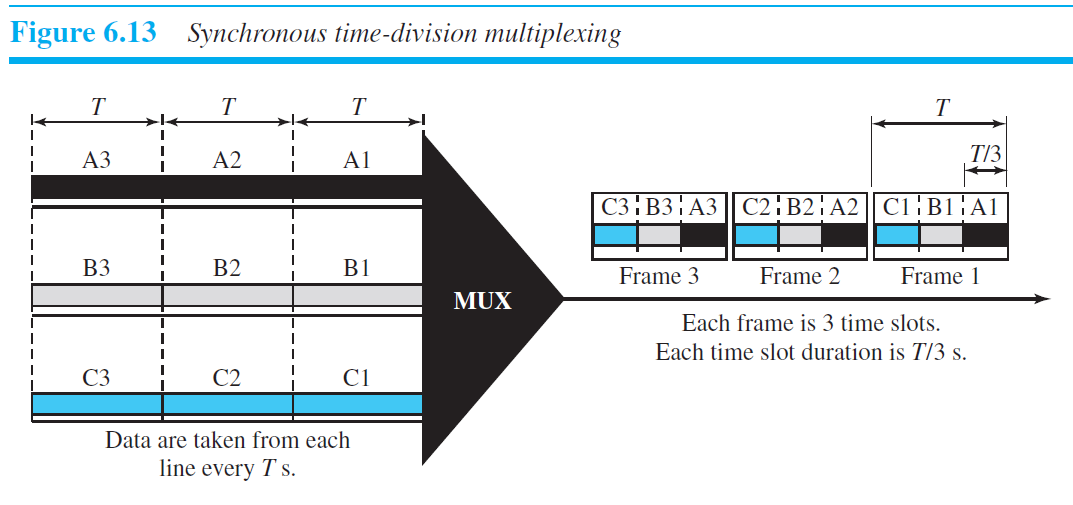 Figure 6.13 Synchronous time-division multiplexing
T T T
T
A3 A2 A1
T/3
C3 B3 A3 C2 B2 A2 C1 B1 A1
B3 B2 B1
Frame 3 Frame 2 Frame 1
MUX
Each frame is 3 time slots.
Each time slot duration is T/3 s.
C3 C2 C1
Data are taken from each
line every T s.